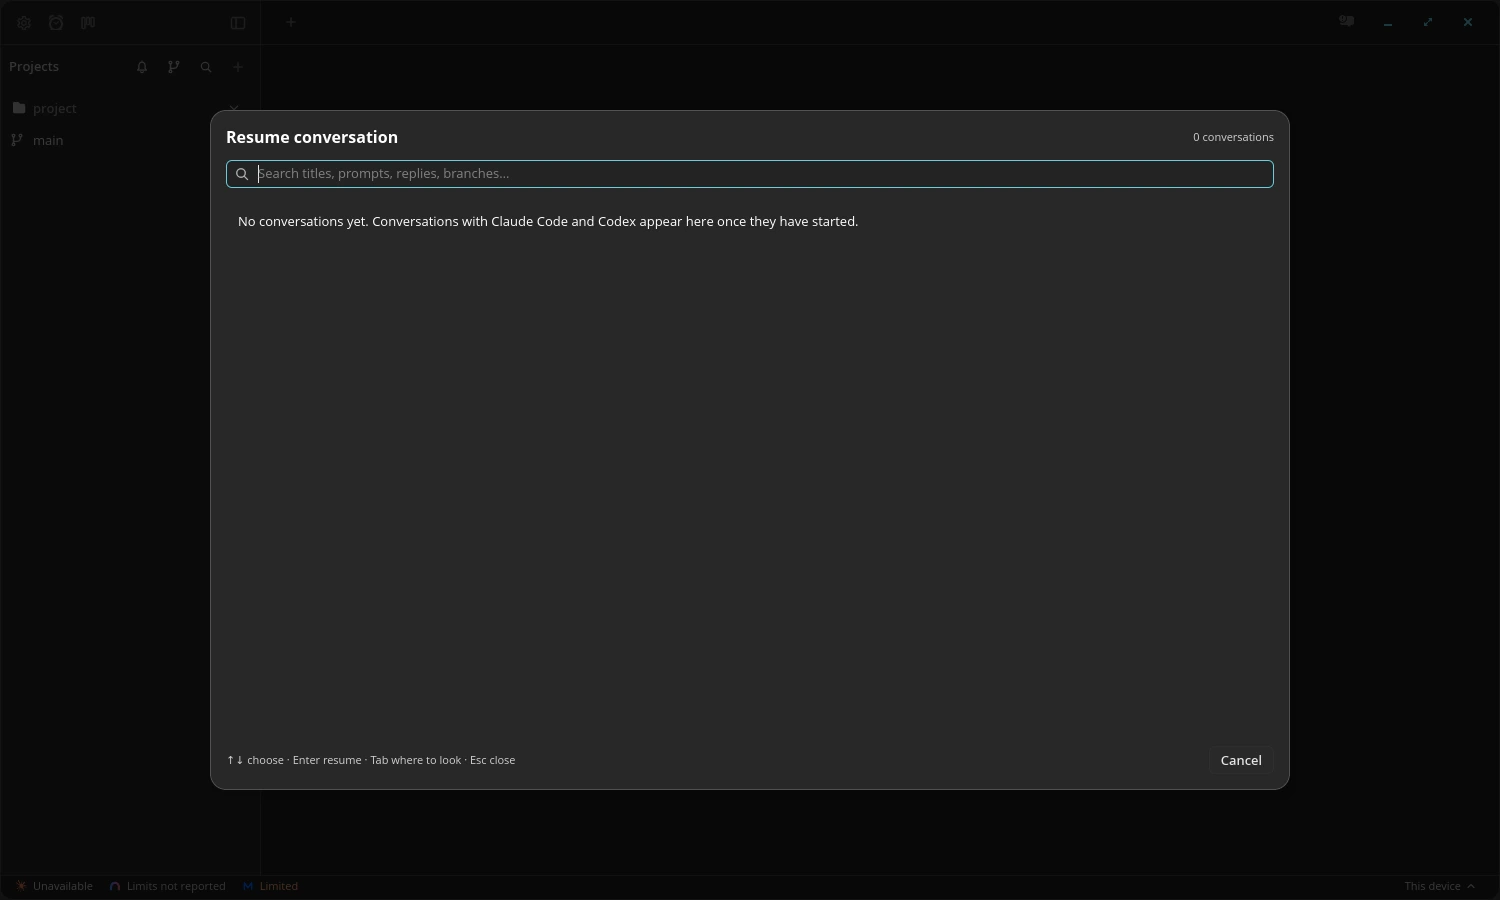 Projects
project
main
Resume conversation
0 conversations
Search titles, prompts, replies, branches...
No conversations yet. Conversations with Claude Code and Codex appear here once they have started.
↑↓ choose · Enter resume · Tab where to look · Esc close
Cancel
Unavailable
Limits not reported
Limited
This device